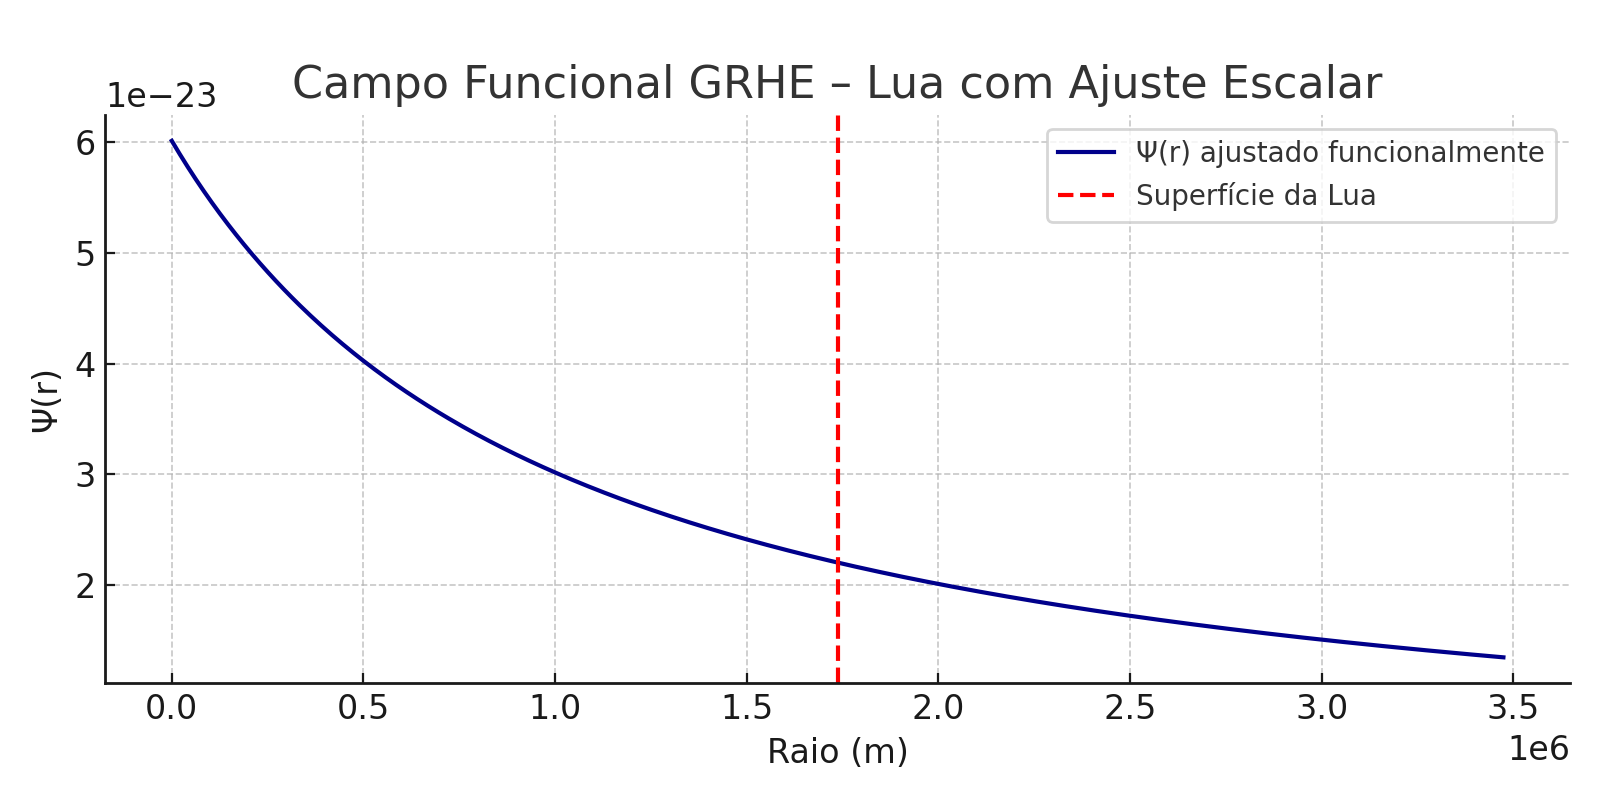 Campo Funcional GRHE – Lua com Ajuste Escalar
1e−23
Ψ(r) ajustado funcionalmente
Superfície da Lua
6
5
4
3
2
Ψ(r)
0.0 0.5 1.0 1.5 2.0 2.5 3.0 3.5
1e6
Raio (m)